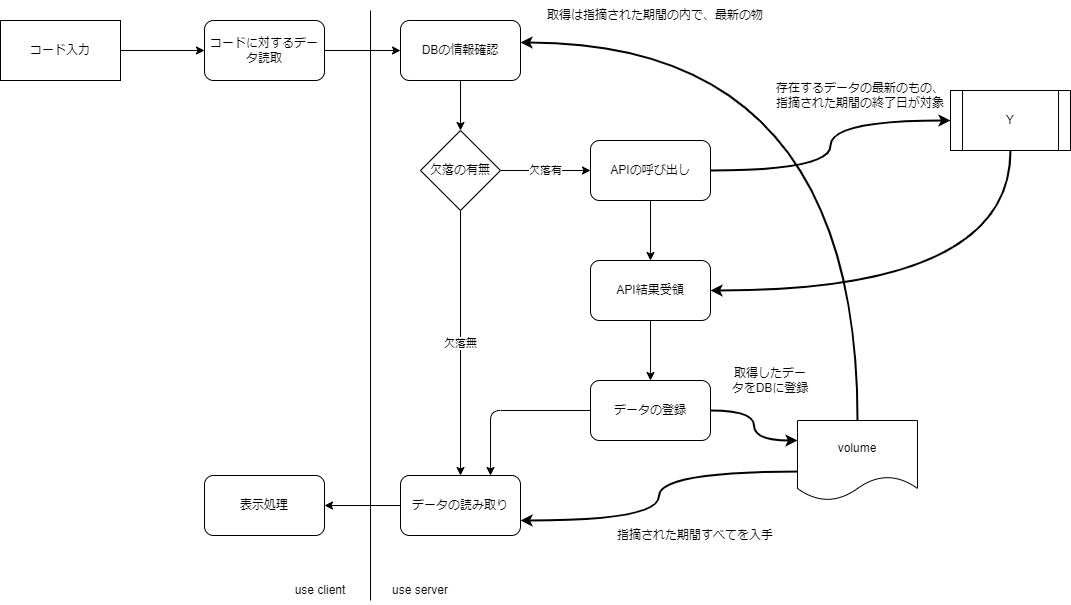 取得は指摘された期間の内で、最新の物
コード入力
コードに対するデー
タ読取
DBの情報確認
存在するデータの最新のもの、
指摘された期間の終了日が対象
Y
欠落の有無
欠落有
APIの呼び出し
API結果受領
欠落無
取得したデー
タをDBに登録
データの登録
volume
表示処理
データの読み取り
指摘された期間すべてを入手
use client
use server